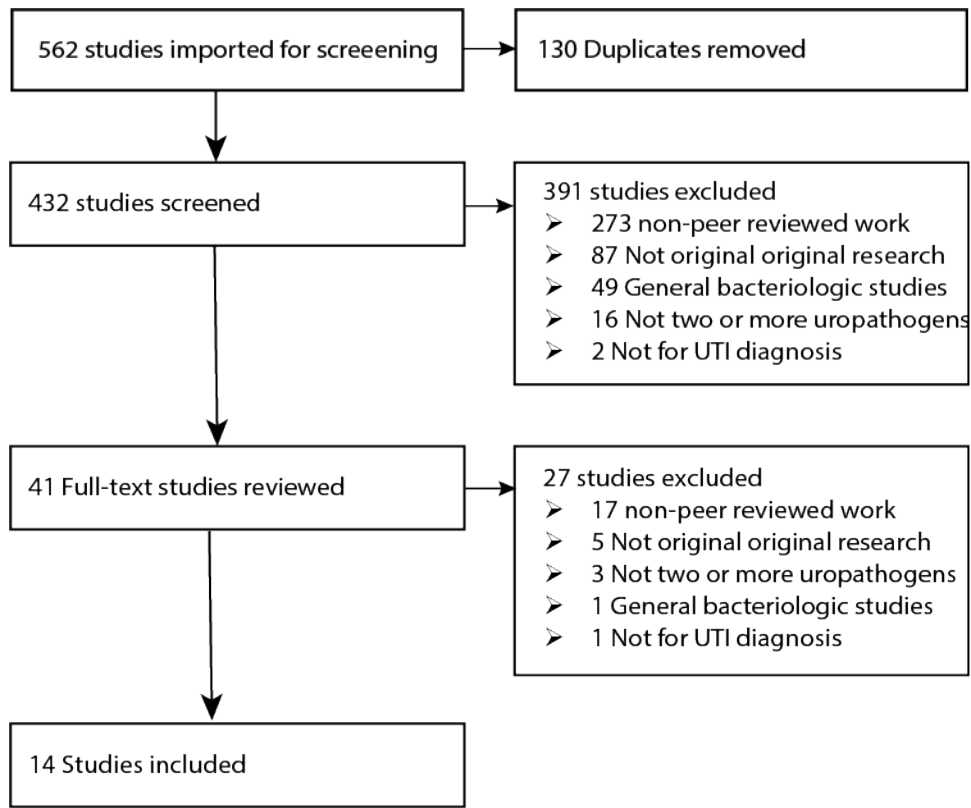 562 studies imported for screeening
130 Duplicates removed
432 studies screened
391 studies excluded
273 non-peer reviewed work
87 Not original original research
49 General bacteriologic studies
16 Not two or more uropathogens
2 Not for UTI diagnosis
41 Full-text studies reviewed
27 studies excluded
17 non-peer reviewed work
5 Not original original research
3 Not two or more uropathogens
1 General bacteriologic studies
1 Not for UTI diagnosis
14 Studies included